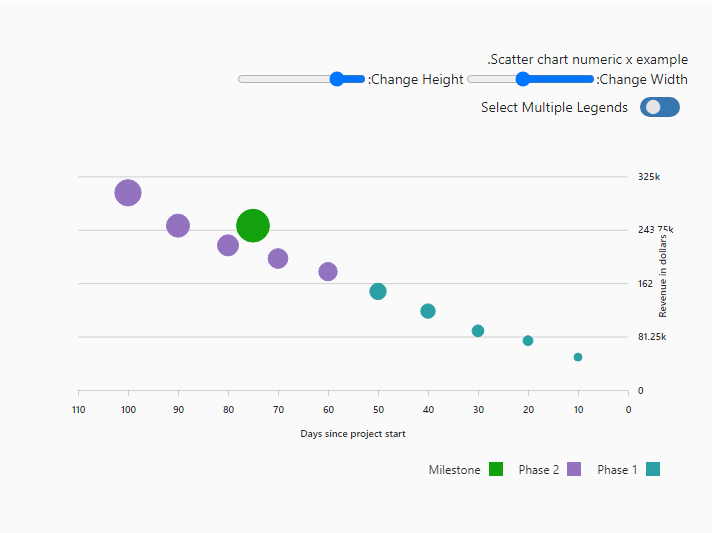 .Scatter chart numeric x example
:Change Height :Change Width
Select Multiple Legends
325k
243.75k
162
81.25k
0
Revenue in dollars
110 100 90 80 70 60 50 40 30 20 10 0
Days since project start
Milestone Phase 2 Phase 1